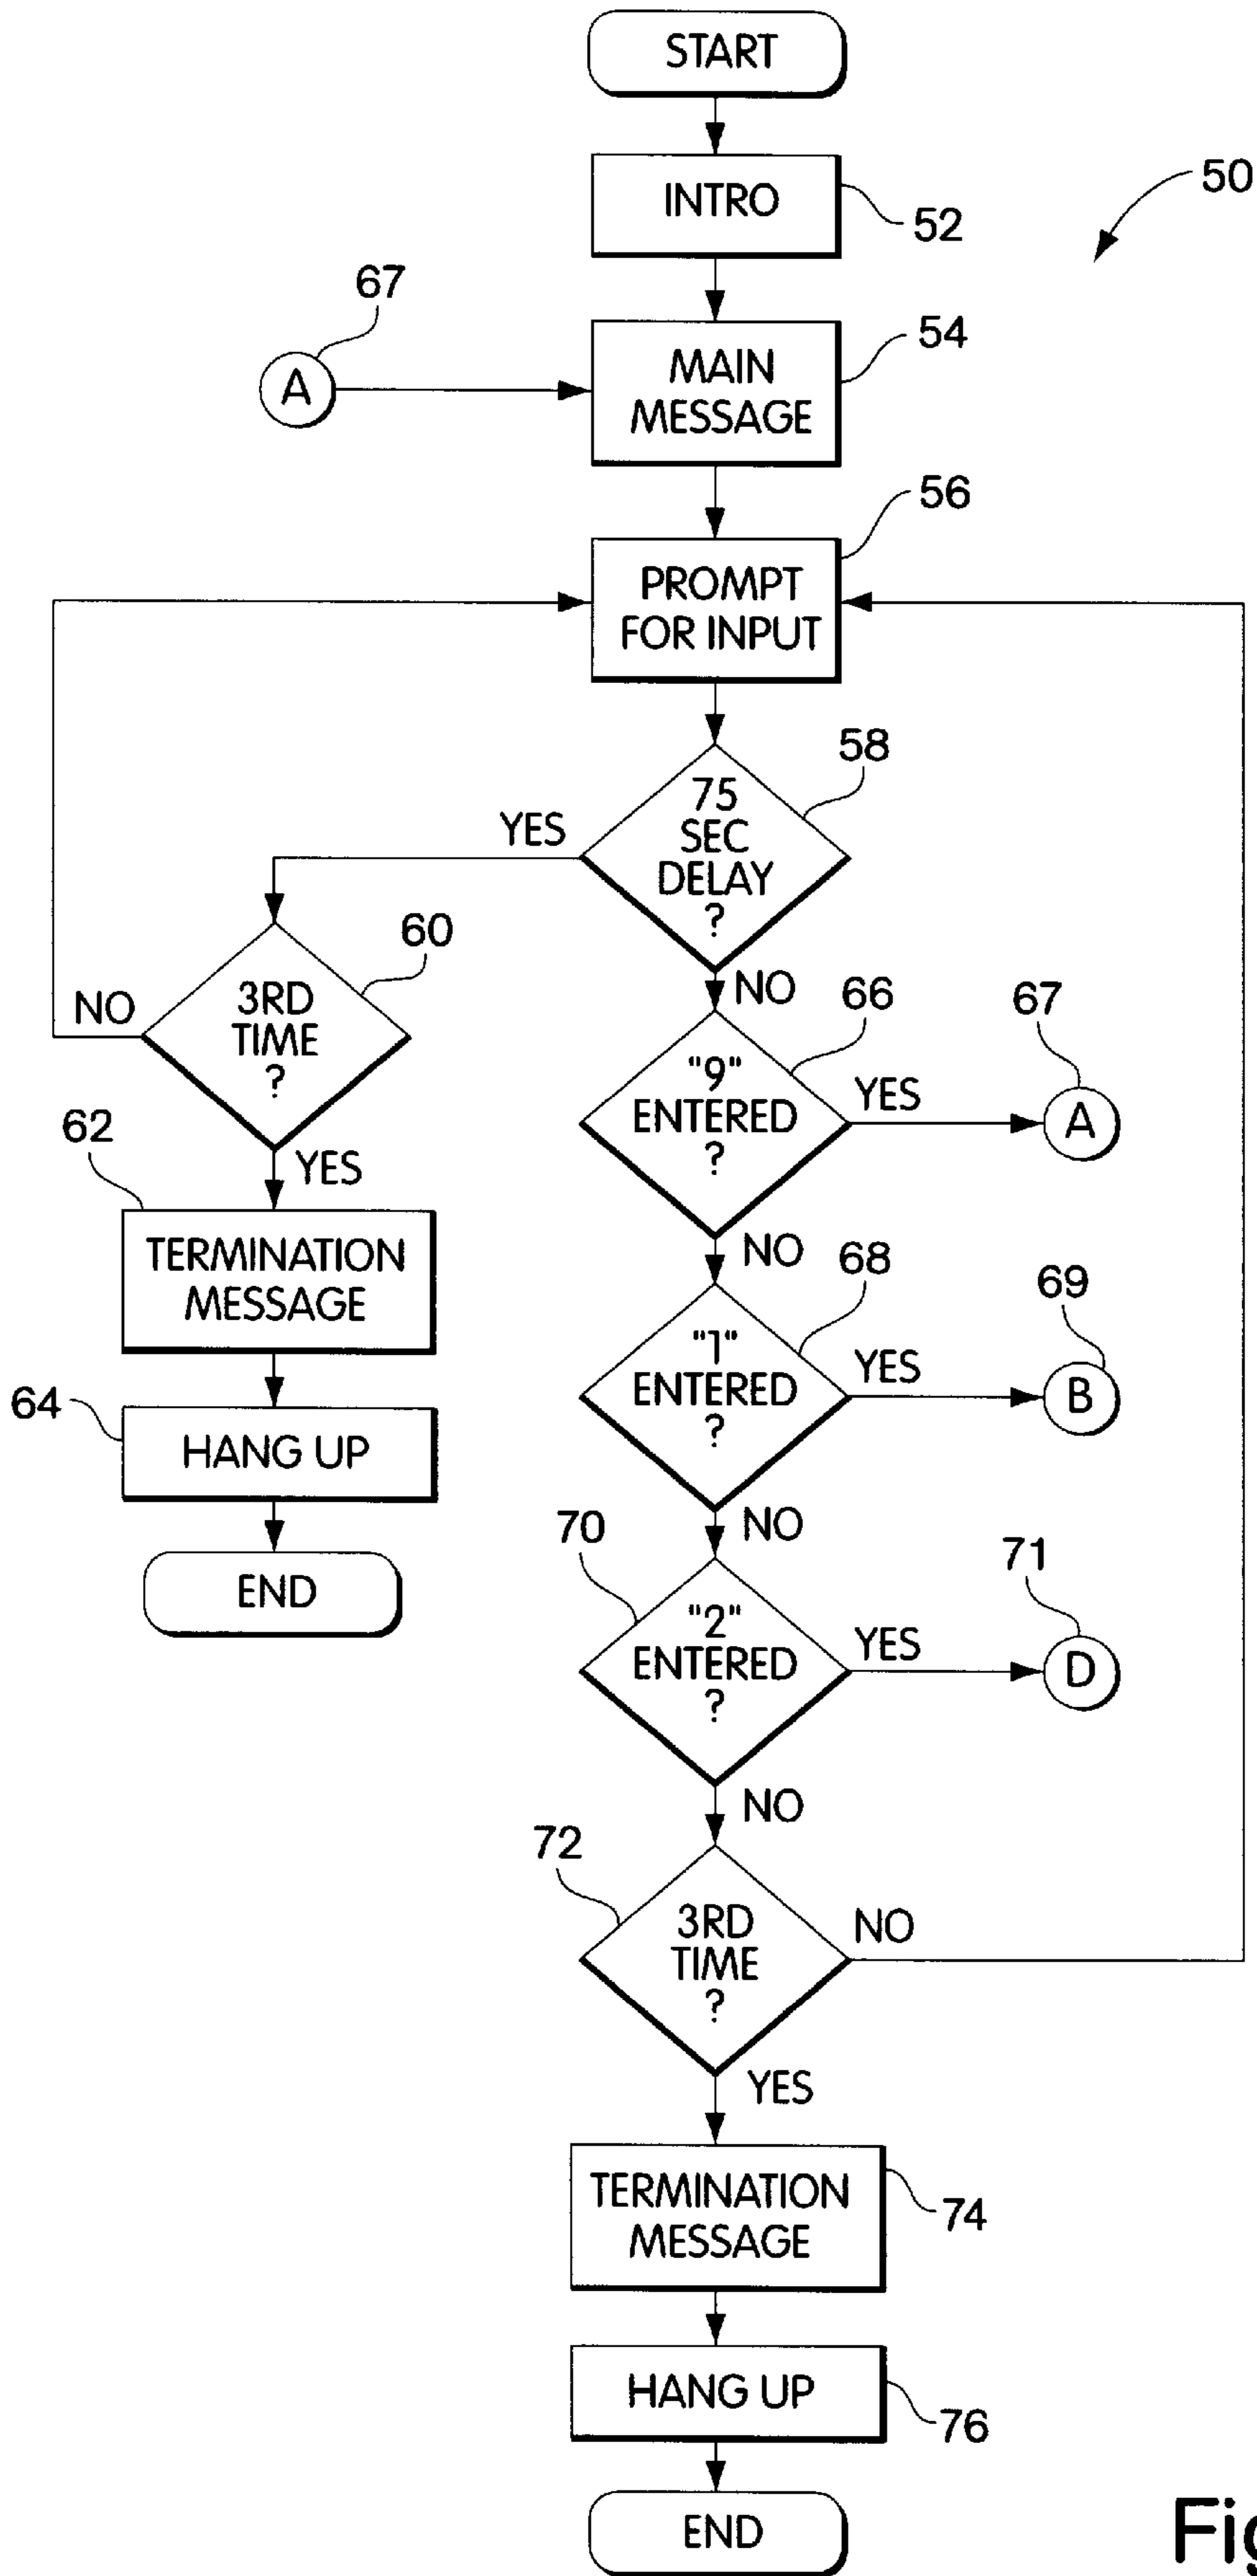 START
INTRO
52
50
67
A
54
MAIN
MESSAGE
56
PROMPT
FOR INPUT
58
75
SEC
DELAY
?
YES
60
NO
3RD
TIME
?
NO
66
67
"9"
ENTERED
?
YES
A
62
YES
TERMINATION
MESSAGE
NO
68
69
"1"
ENTERED
?
YES
B
64
HANG UP
END
NO
70
71
"2"
ENTERED
?
YES
D
NO
72
3RD
TIME
?
NO
YES
TERMINATION
MESSAGE
74
HANG UP
76
END
Fig